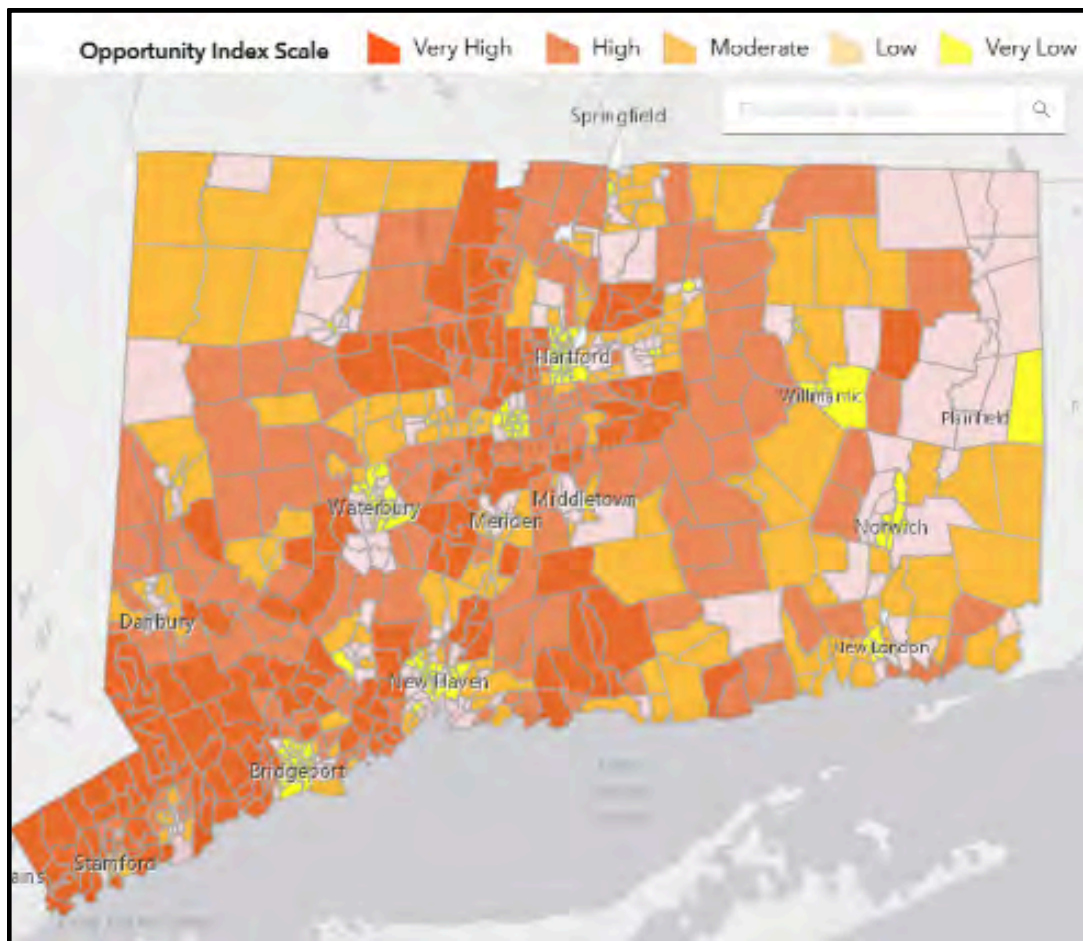 Opportunity Index Scale Very High High Moderate Low Very Low
Springfield
Hartford
Willimantic
Plainfield
Waterbury
Middletown
Meriden
Norwich
Danbury
New London
New Haven
Bridgeport
Stamford
ains